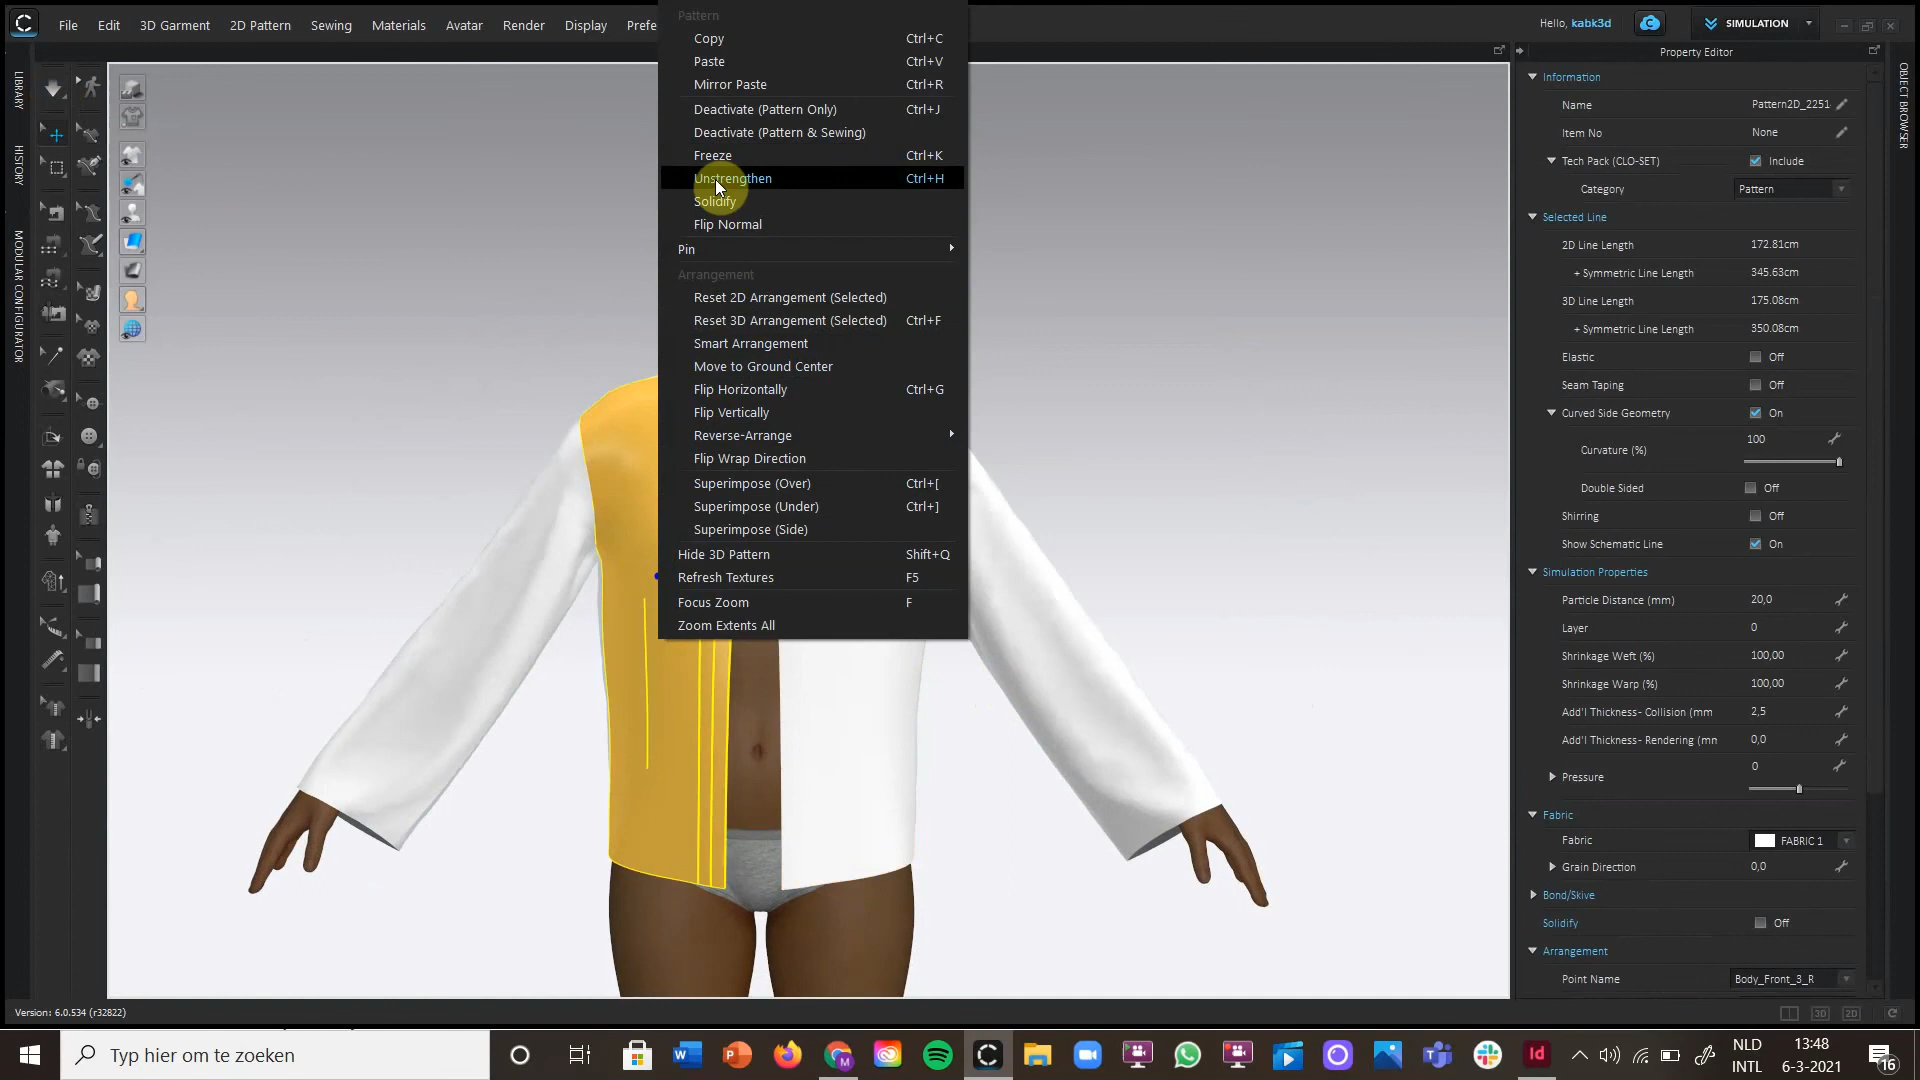 File Edit 3D Garment 2D Pattern Sewing Materials Avatar Render Display Prefe
Hello, kabk3d
SIMULATION
LIBRARY
HISTORY
MODULAR CONFIGURATOR
Pattern
Copy Ctrl+C
Paste Ctrl+V
Mirror Paste Ctrl+R
Deactivate (Pattern Only) Ctrl+J
Deactivate (Pattern & Sewing)
Freeze Ctrl+K
Unstrengthen Ctrl+H
Solidify
Flip Normal
Pin
Arrangement
Reset 2D Arrangement (Selected)
Reset 3D Arrangement (Selected) Ctrl+F
Smart Arrangement
Move to Ground Center
Flip Horizontally Ctrl+G
Flip Vertically
Reverse-Arrange
Flip Wrap Direction
Superimpose (Over) Ctrl+[
Superimpose (Under) Ctrl+]
Superimpose (Side)
Hide 3D Pattern Shift+Q
Refresh Textures F5
Focus Zoom F
Zoom Extents All
Property Editor
OBJECT BROWSER
Information
Name Pattern2D_2251
Item No None
Tech Pack (CLO-SET) Include
Category Pattern
Selected Line
2D Line Length 172.81cm
+ Symmetric Line Length 345.63cm
3D Line Length 175.08cm
+ Symmetric Line Length 350.08cm
Elastic Off
Seam Taping Off
Curved Side Geometry On
Curvature (%) 100
Double Sided Off
Shirring Off
Show Schematic Line On
Simulation Properties
Particle Distance (mm) 20,0
Layer 0
Shrinkage Weft (%) 100,00
Shrinkage Warp (%) 100,00
Add'l Thickness- Collision (mm 2,5
Add'l Thickness- Rendering (mm 0,0
Pressure 0
Fabric
Fabric FABRIC 1
Grain Direction 0,0
Bond/Skive
Solidify Off
Arrangement
Point Name Body_Front_3_R
Version: 6.0.534 (r32822)
3D 2D
Typ hier om te zoeken
NLD
INTL
13:48
6-3-2021
16